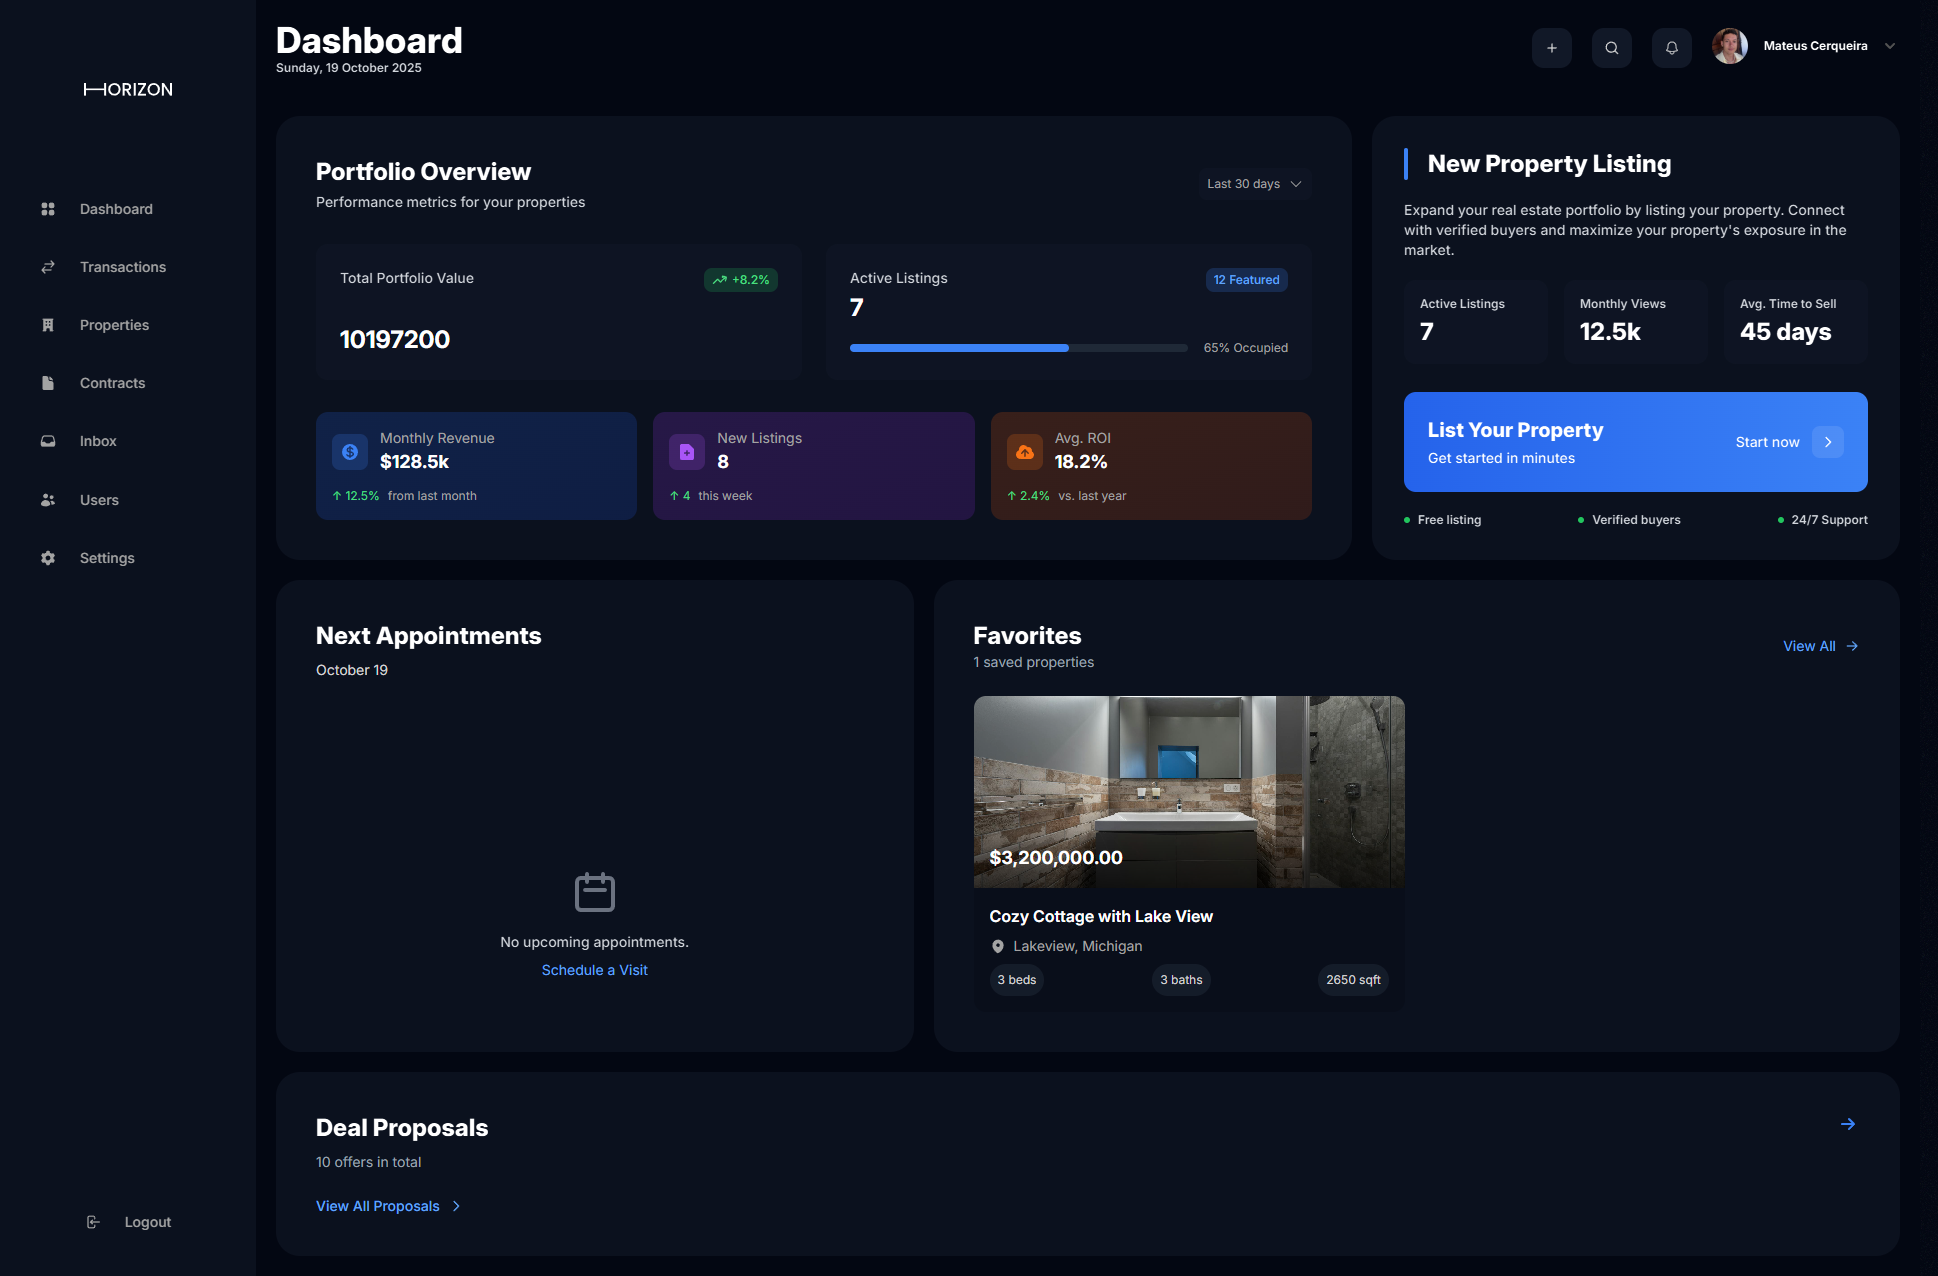 HORIZON
Dashboard
Transactions
Properties
Contracts
Inbox
Users
Settings
Logout
Dashboard
Sunday, 19 October 2025
Mateus Cerqueira
Portfolio Overview
Performance metrics for your properties
Last 30 days
Total Portfolio Value
+8.2%
10197200
Active Listings
12 Featured
7
65% Occupied
Monthly Revenue
$128.5k
12.5% from last month
New Listings
8
4 this week
Avg. ROI
18.2%
2.4% vs. last year
New Property Listing
Expand your real estate portfolio by listing your property. Connect
with verified buyers and maximize your property's exposure in the
market.
Active Listings
7
Monthly Views
12.5k
Avg. Time to Sell
45 days
List Your Property
Get started in minutes
Start now
Free listing
Verified buyers
24/7 Support
Next Appointments
October 19
No upcoming appointments.
Schedule a Visit
Favorites
1 saved properties
View All
$3,200,000.00
Cozy Cottage with Lake View
Lakeview, Michigan
3 beds
3 baths
2650 sqft
Deal Proposals
10 offers in total
View All Proposals